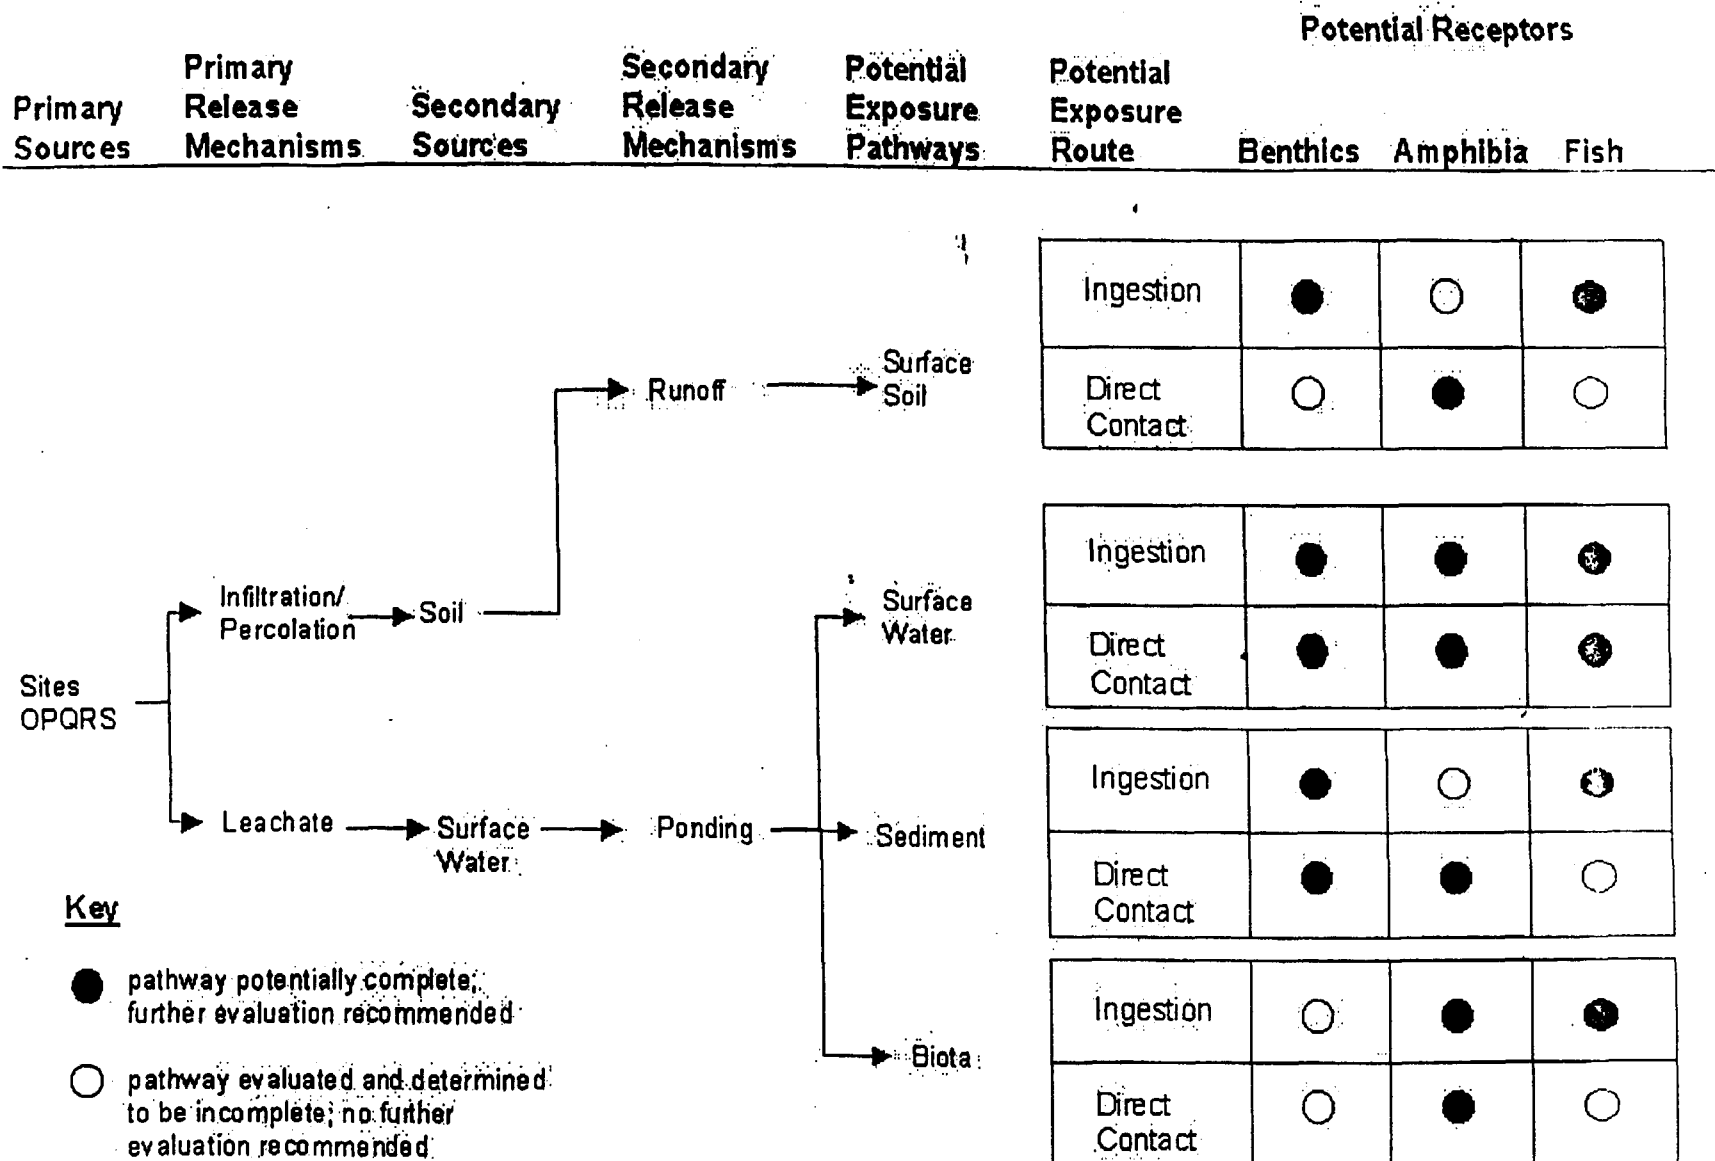 Potential Receptors
Primary
Sources
Primary
Release
Mechanisms
Secondary
Sources
Secondary
Release
Mechanisms
Potential
Exposure
Pathways
Potential
Exposure
Route
Benthics
Amphibia
Fish
Ingestion
Direct
Contact
Runoff
Surface
Soil
Ingestion
Direct
Contact
Infiltration/
Percolation
Soil
Surface
Water
Sites
OPQRS
Ingestion
Direct
Contact
Leachate
Surface
Water
Ponding
Sediment
Ingestion
Direct
Contact
Biota
Key
pathway potentially complete;
further evaluation recommended
pathway evaluated and determined
to be incomplete; no further
evaluation recommended